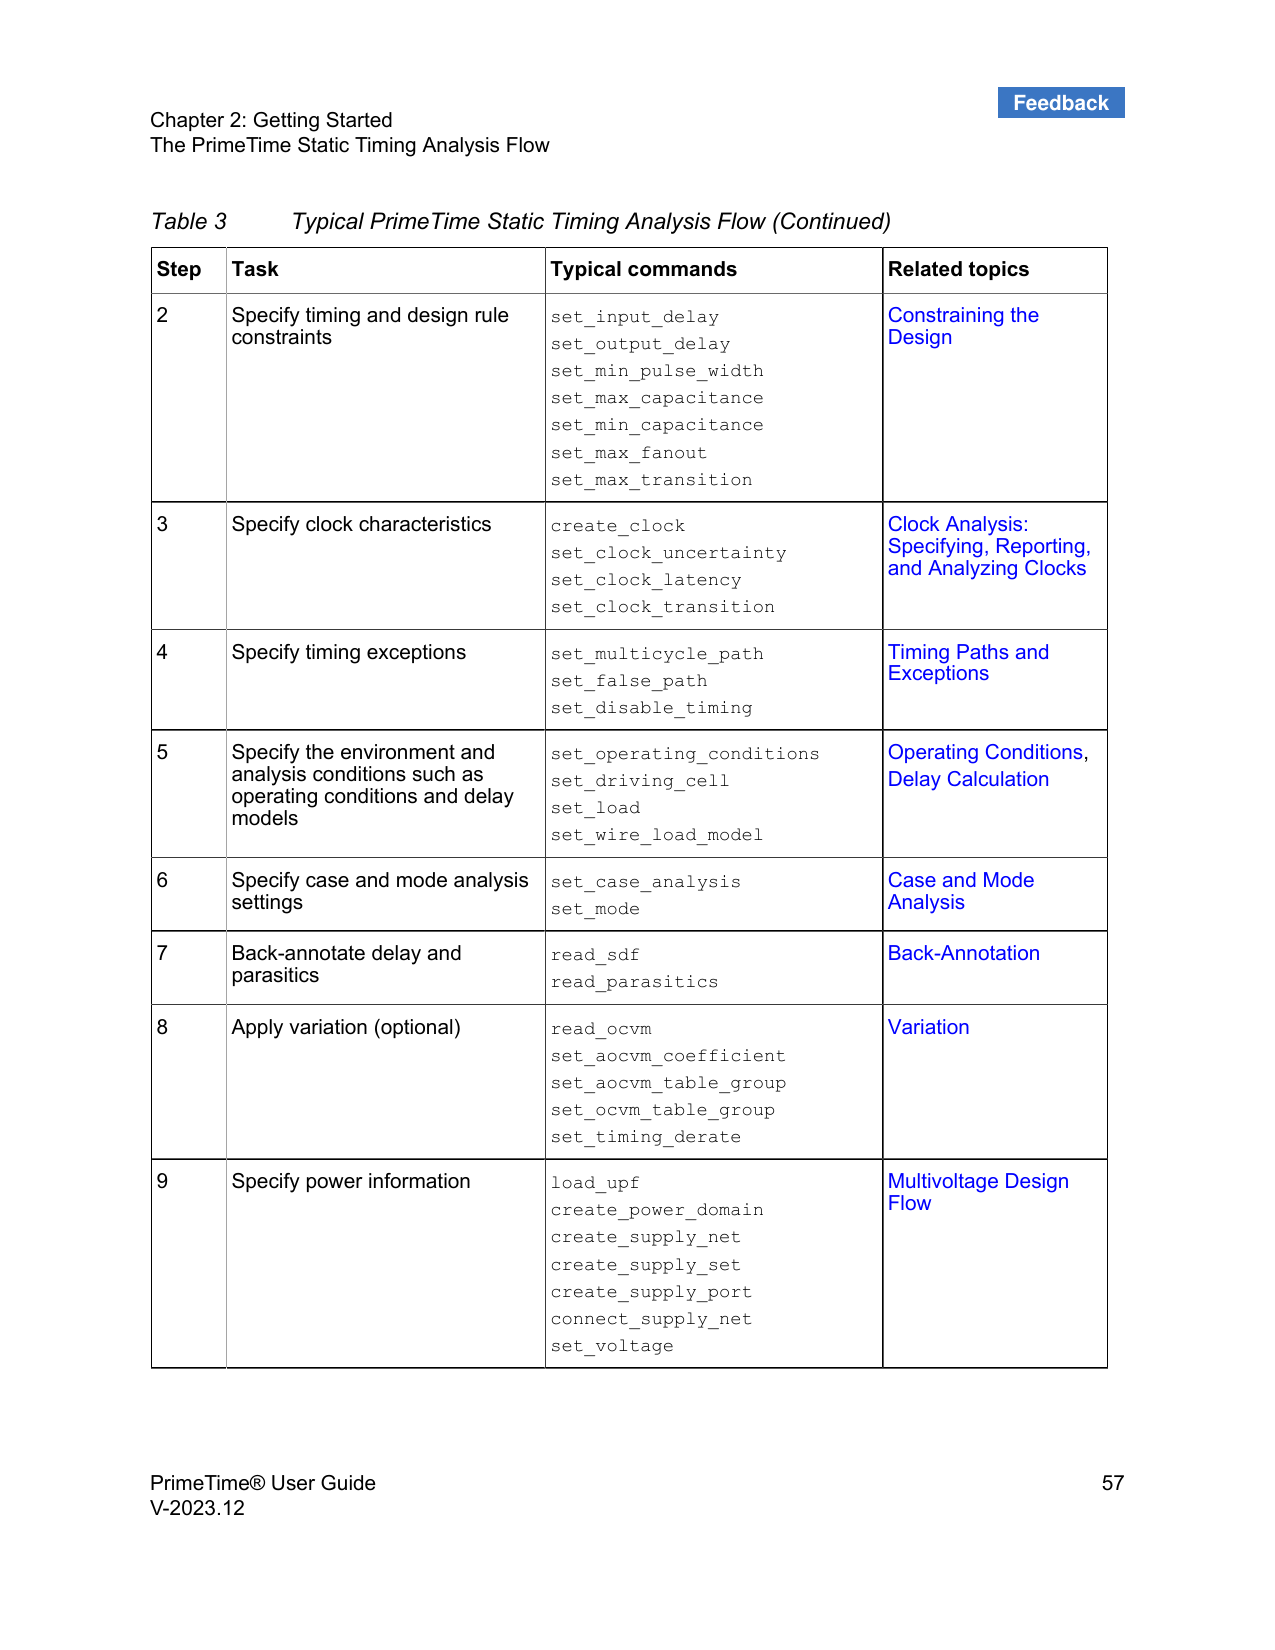 Feedback
Chapter 2: Getting Started
The PrimeTime Static Timing Analysis Flow
Table 3 Typical PrimeTime Static Timing Analysis Flow (Continued)
Step Task Typical commands Related topics
2 Specify timing and design rule constraints
set_input_delay
set_output_delay
set_min_pulse_width
set_max_capacitance
set_min_capacitance
set_max_fanout
set_max_transition
Constraining the
Design
3 Specify clock characteristics
create_clock
set_clock_uncertainty
set_clock_latency
set_clock_transition
Clock Analysis:
Specifying, Reporting,
and Analyzing Clocks
4 Specify timing exceptions
set_multicycle_path
set_false_path
set_disable_timing
Timing Paths and
Exceptions
5 Specify the environment and
analysis conditions such as
operating conditions and delay
models
set_operating_conditions
set_driving_cell
set_load
set_wire_load_model
Operating Conditions,
Delay Calculation
6 Specify case and mode analysis
settings
set_case_analysis
set_mode
Case and Mode
Analysis
7 Back-annotate delay and
parasitics
read_sdf
read_parasitics
Back-Annotation
8 Apply variation (optional)
read_ocvm
set_aocvm_coefficient
set_aocvm_table_group
set_ocvm_table_group
set_timing_derate
Variation
9 Specify power information
load_upf
create_power_domain
create_supply_net
create_supply_set
create_supply_port
connect_supply_net
set_voltage
Multivoltage Design
Flow
PrimeTime® User Guide 57
V-2023.12